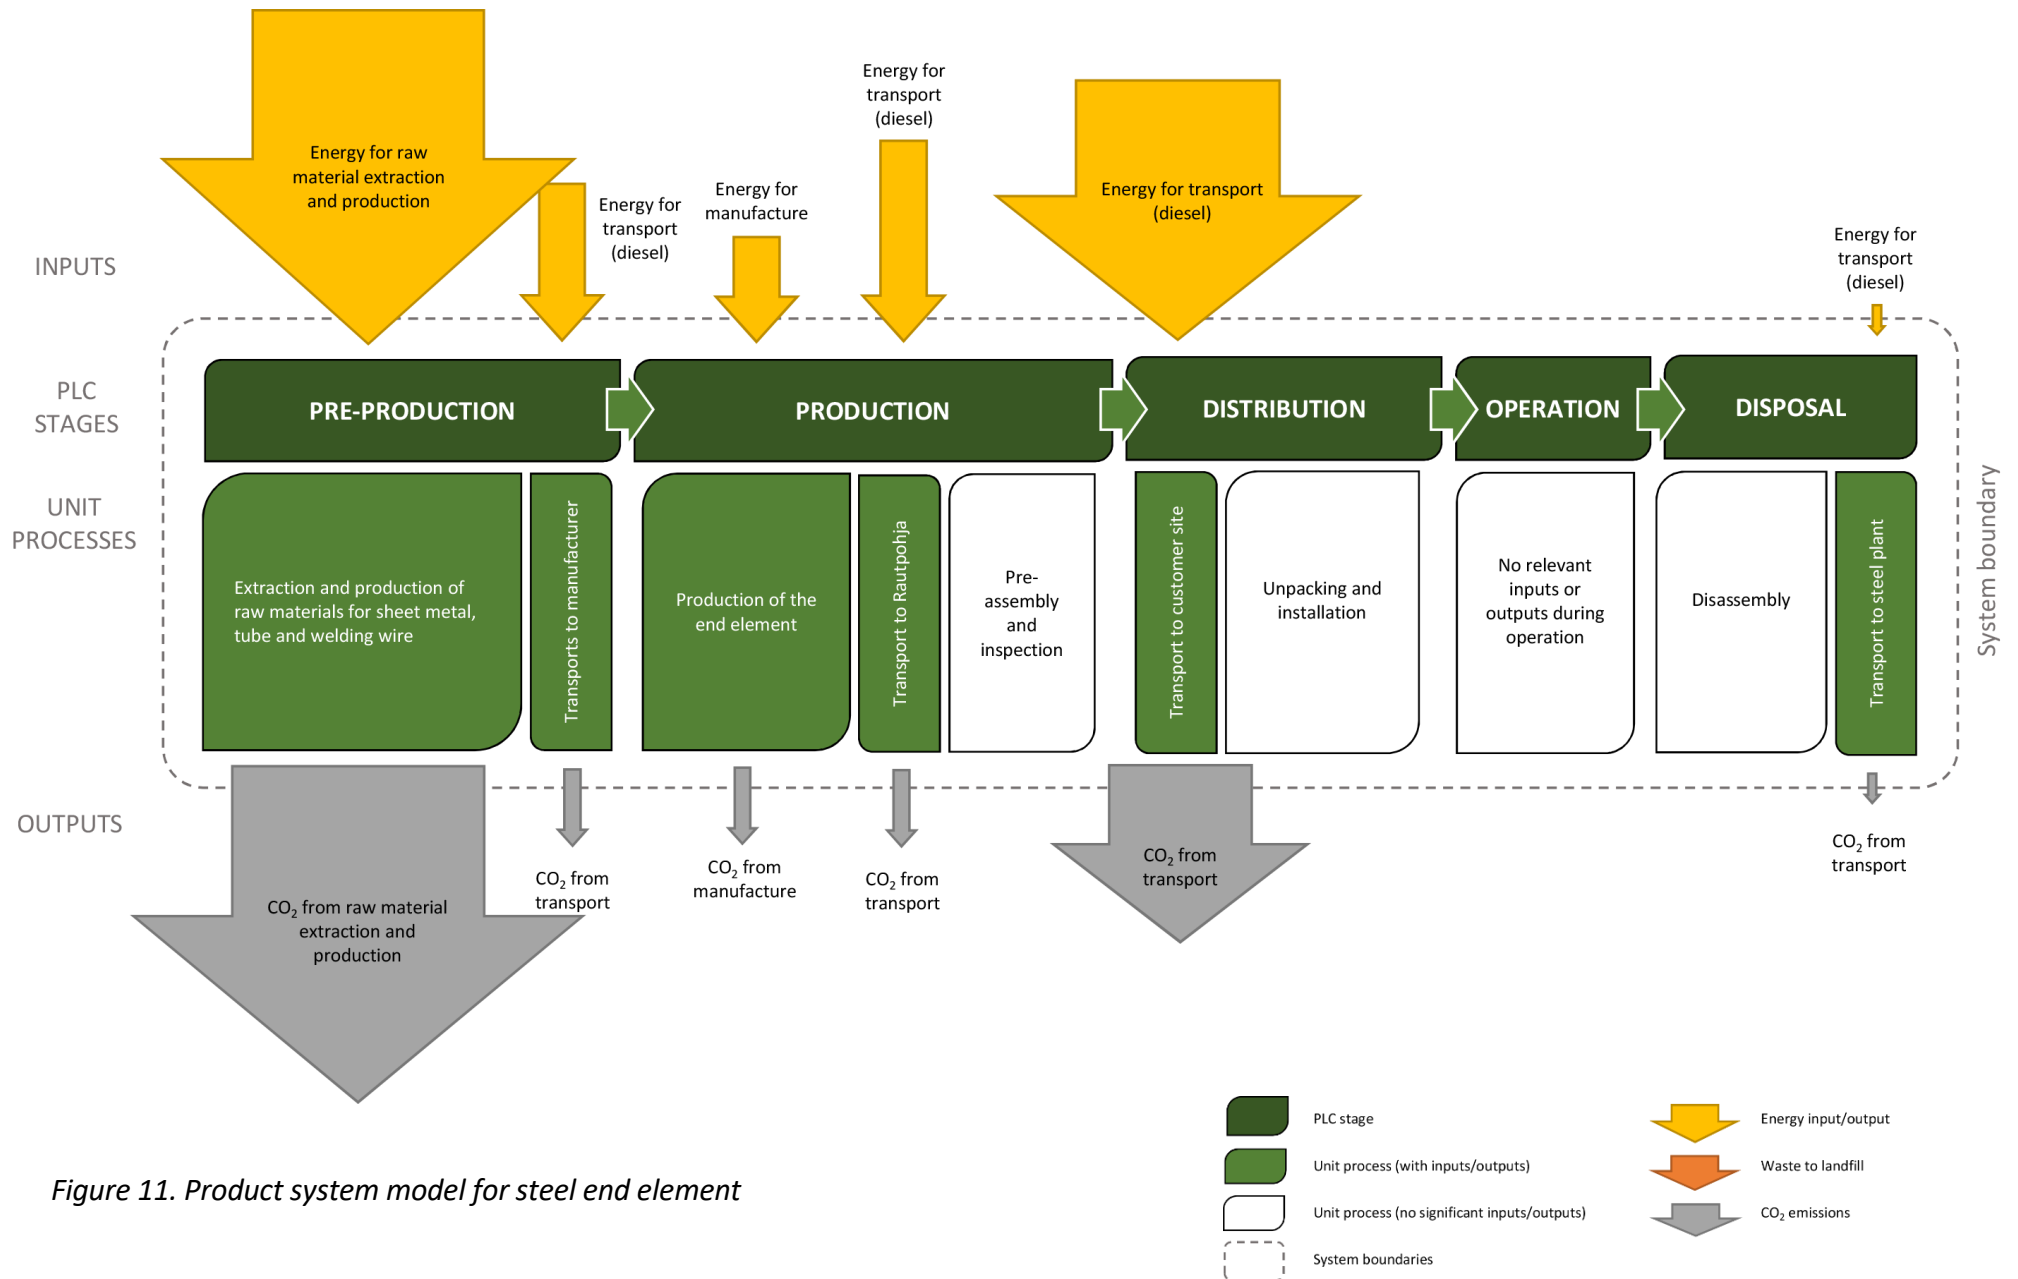 Energy for raw
material extraction
and production
Energy for
transport
(diesel)
Energy for
manufacture
Energy for
transport
(diesel)
Energy for transport
(diesel)
Energy for
transport
(diesel)
INPUTS
PLC
STAGES
PRE-PRODUCTION
PRODUCTION
DISTRIBUTION
OPERATION
DISPOSAL
UNIT
PROCESSES
Extraction and production of
raw materials for sheet metal,
tube and welding wire
Transports to manufacturer
Production of the
end element
Transport to Rautpohja
Pre-
assembly
and
inspection
Transport to customer site
Unpacking and
installation
No relevant
inputs or
outputs during
operation
Disassembly
Transport to steel plant
System boundary
OUTPUTS
CO₂ from raw material
extraction and
production
CO₂ from
transport
CO₂ from
manufacture
CO₂ from
transport
CO₂ from
transport
CO₂ from
transport
PLC stage
Unit process (with inputs/outputs)
Unit process (no significant inputs/outputs)
System boundaries
Energy input/output
Waste to landfill
CO₂ emissions
Figure 11. Product system model for steel end element